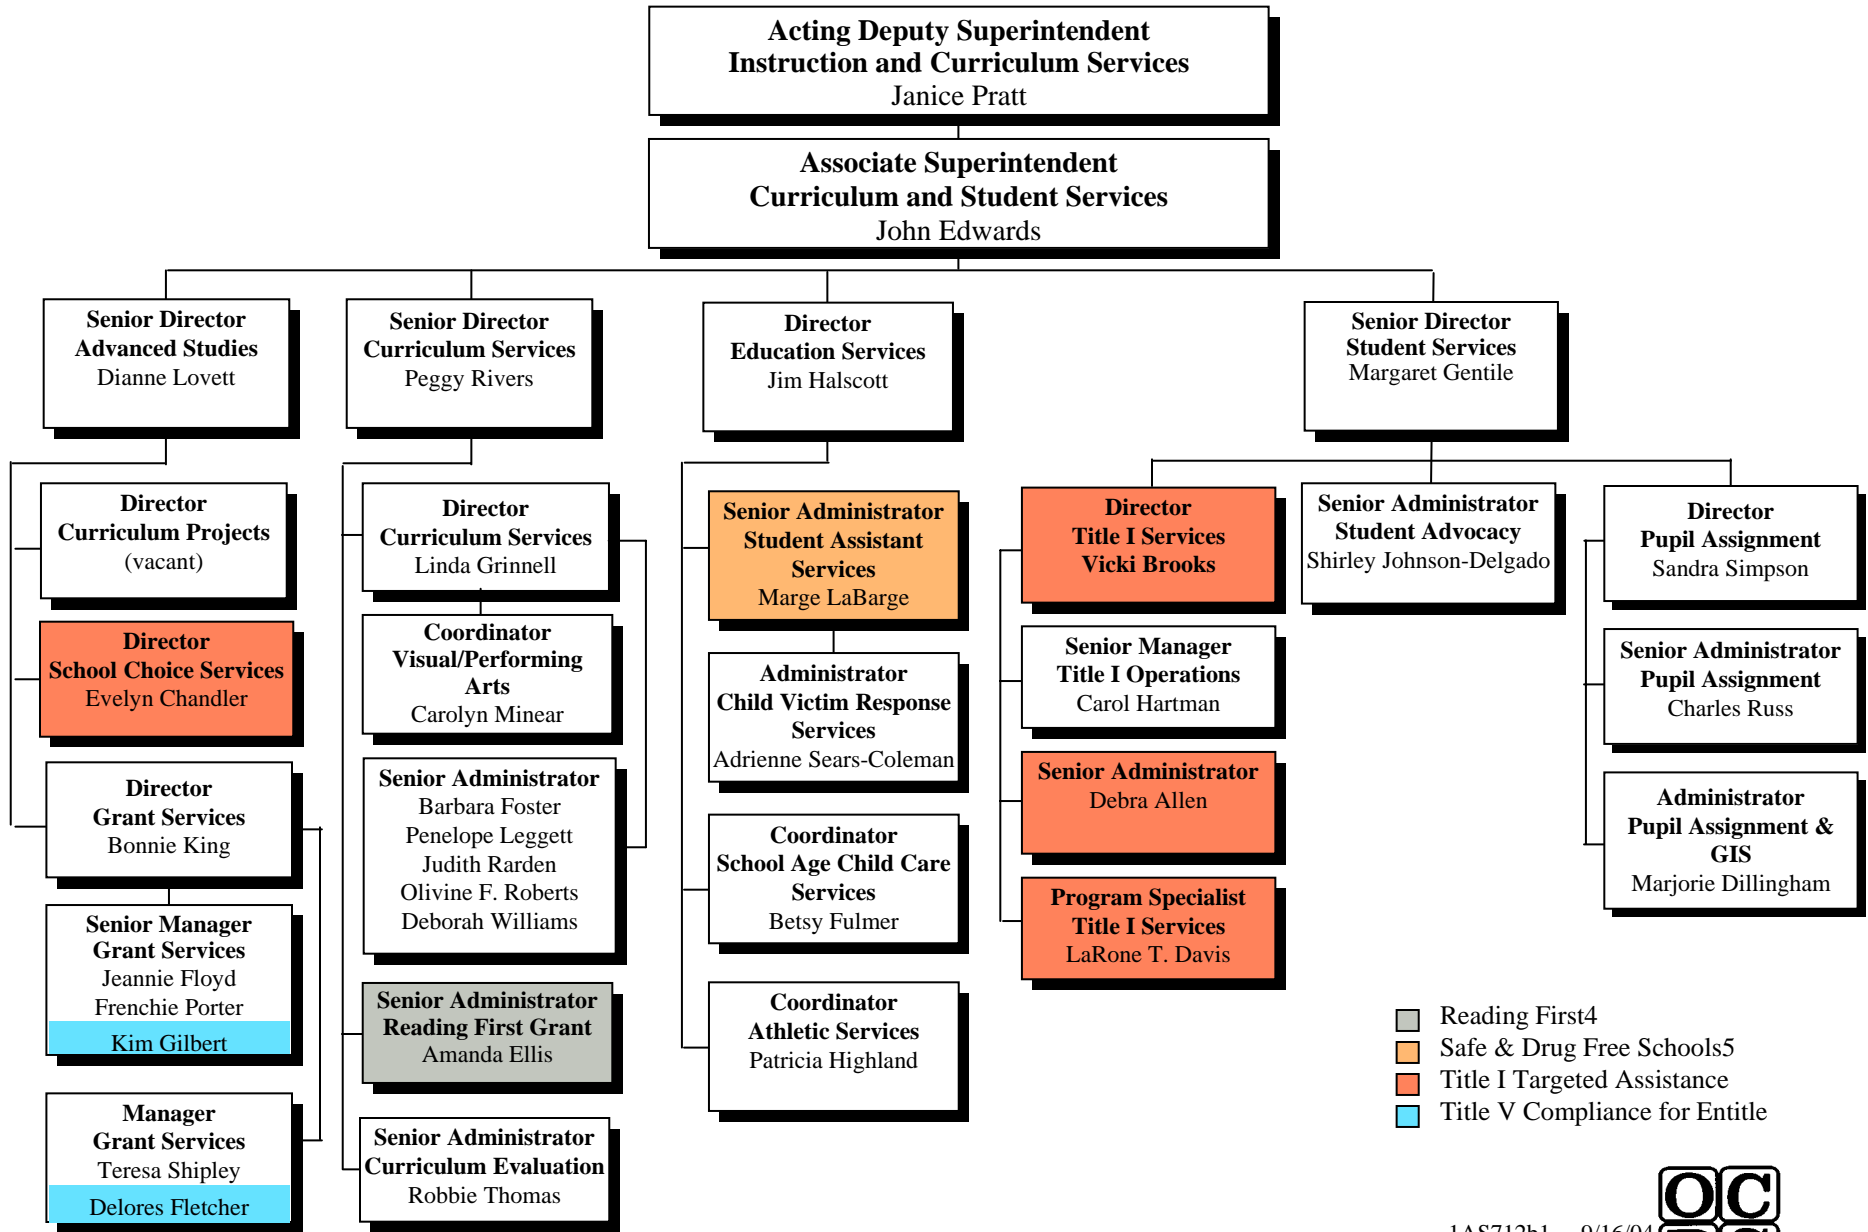 Acting Deputy Superintendent
Instruction and Curriculum Services
Janice Pratt
Associate Superintendent
Curriculum and Student Services
John Edwards
Senior Director
Advanced Studies
Dianne Lovett
Senior Director
Curriculum Services
Peggy Rivers
Director
Education Services
Jim Halscott
Senior Director
Student Services
Margaret Gentile
Director
Curriculum Projects
(vacant)
Director
School Choice Services
Evelyn Chandler
Director
Grant Services
Bonnie King
Senior Manager
Grant Services
Jeannie Floyd
Frenchie Porter
Kim Gilbert
Manager
Grant Services
Teresa Shipley
Delores Fletcher
Director
Curriculum Services
Linda Grinnell
Coordinator
Visual/Performing
Arts
Carolyn Minear
Senior Administrator
Barbara Foster
Penelope Leggett
Judith Rarden
Olivine F. Roberts
Deborah Williams
Senior Administrator
Reading First Grant
Amanda Ellis
Senior Administrator
Curriculum Evaluation
Robbie Thomas
Senior Administrator
Student Assistant
Services
Marge LaBarge
Administrator
Child Victim Response
Services
Adrienne Sears-Coleman
Coordinator
School Age Child Care
Services
Betsy Fulmer
Coordinator
Athletic Services
Patricia Highland
Director
Title I Services
Vicki Brooks
Senior Manager
Title I Operations
Carol Hartman
Senior Administrator
Debra Allen
Program Specialist
Title I Services
LaRone T. Davis
Senior Administrator
Student Advocacy
Shirley Johnson-Delgado
Director
Pupil Assignment
Sandra Simpson
Senior Administrator
Pupil Assignment
Charles Russ
Administrator
Pupil Assignment &
GIS
Marjorie Dillingham
Reading First4
Safe & Drug Free Schools5
Title I Targeted Assistance
Title V Compliance for Entitle
OC
1AS712b1 9/16/04